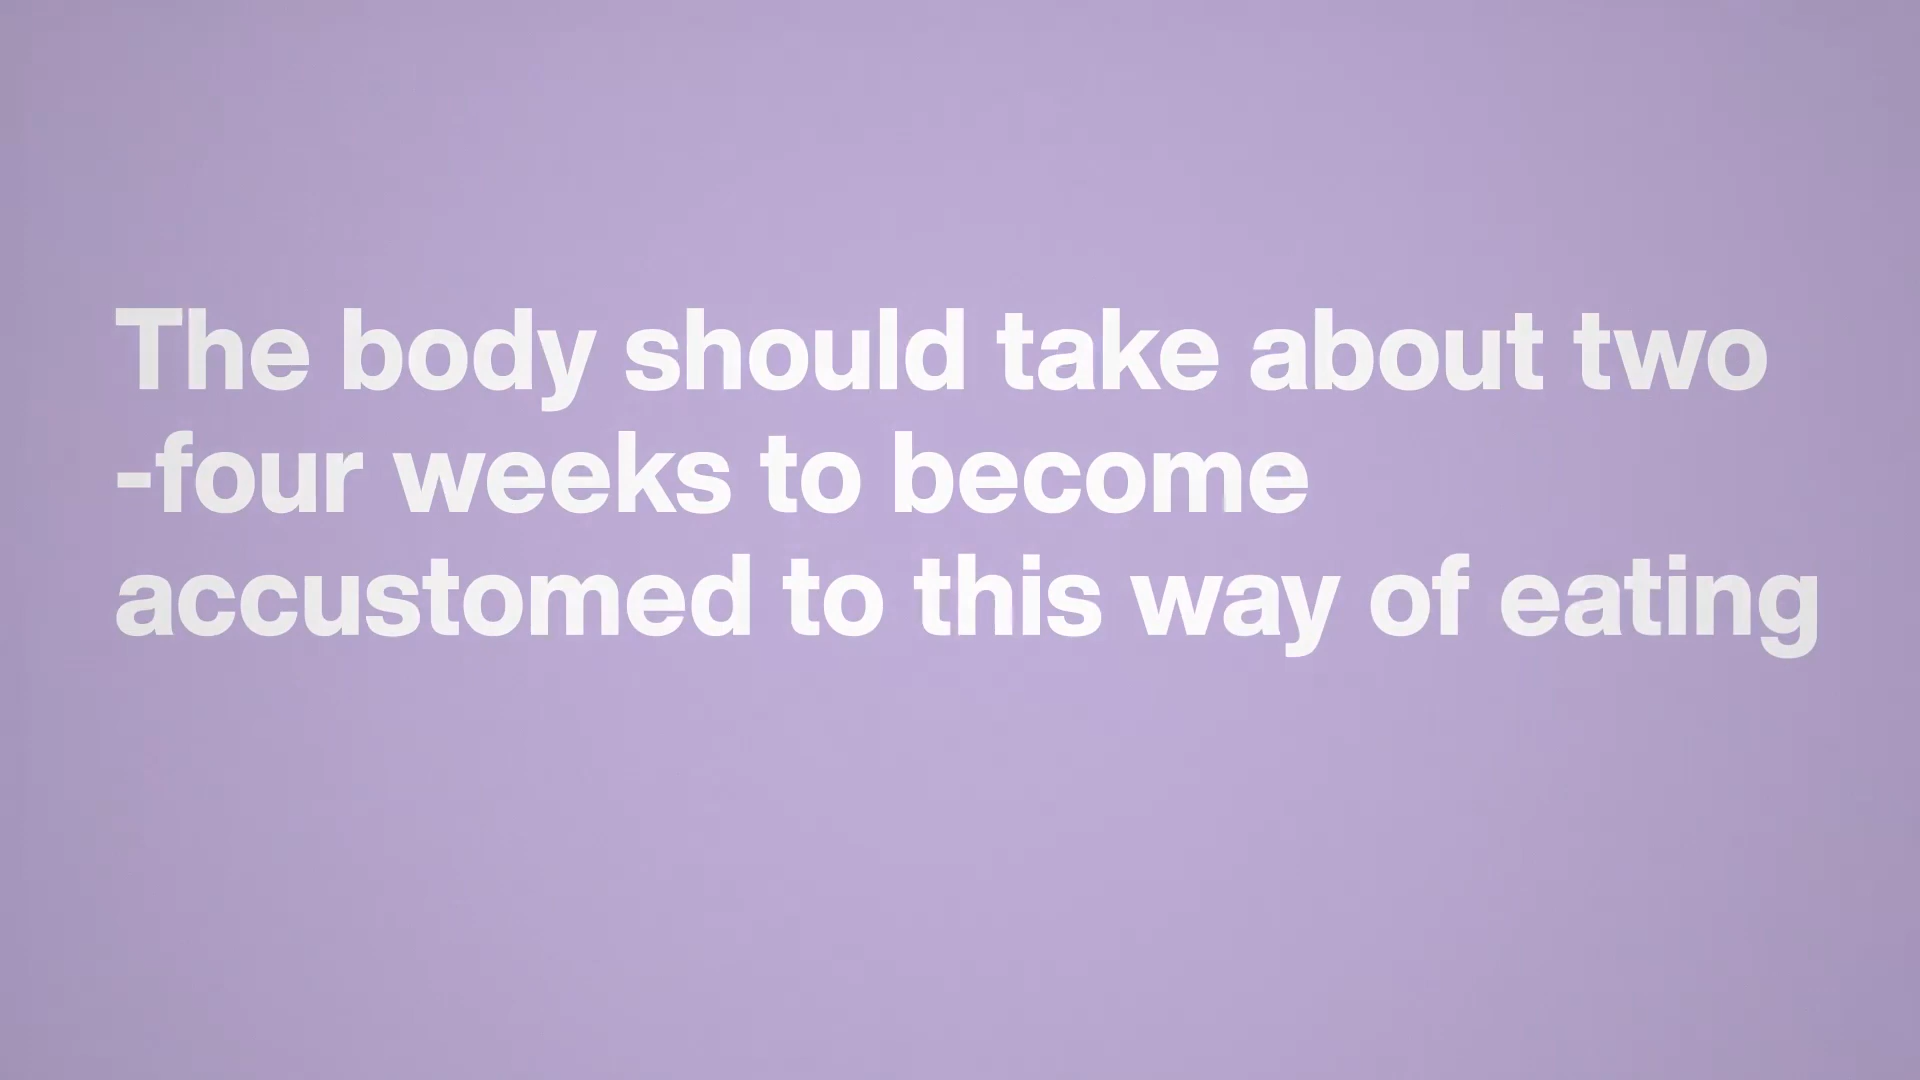 The body should take about two
-four weeks to become
accustomed to this way of eating